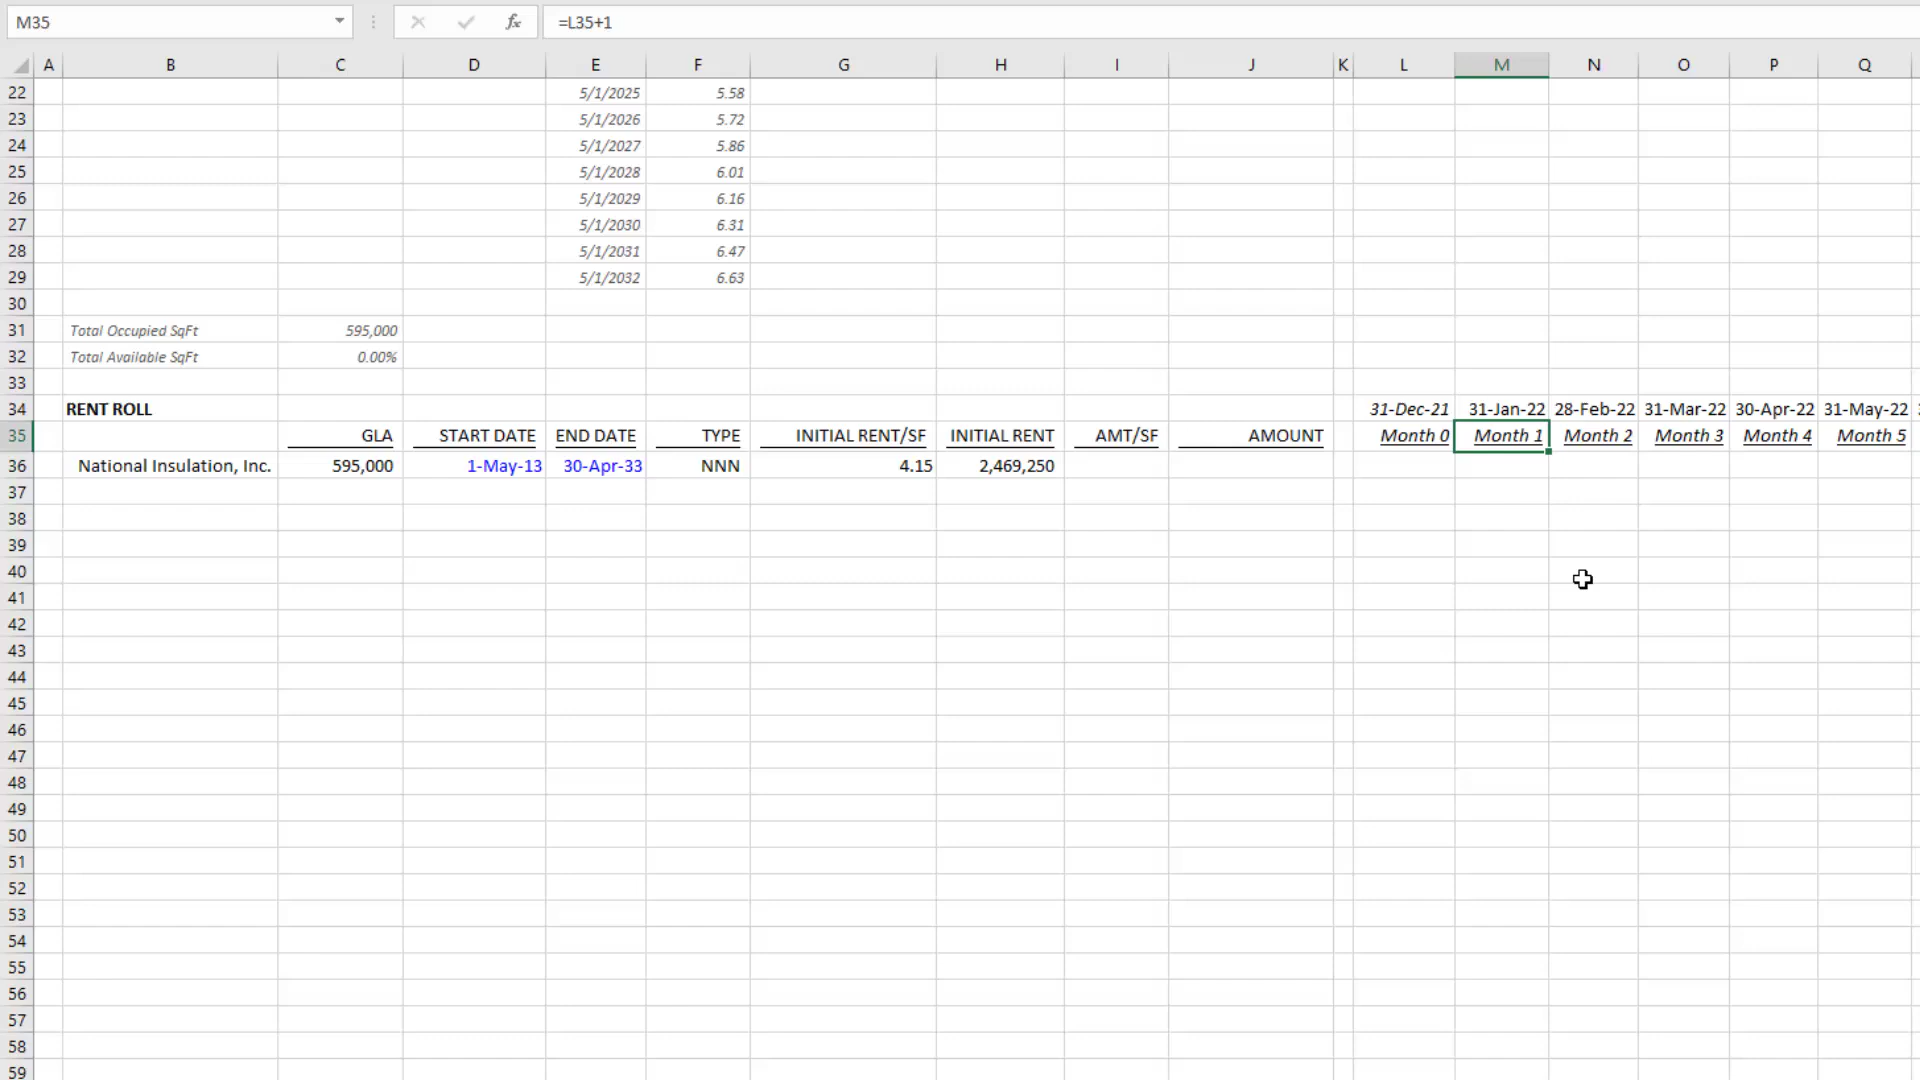 M35 fx =L35+1
A B C D E F G H I J K L M N O P Q
22 5/1/2025 5.58
23 5/1/2026 5.72
24 5/1/2027 5.86
25 5/1/2028 6.01
26 5/1/2029 6.16
27 5/1/2030 6.31
28 5/1/2031 6.47
29 5/1/2032 6.63
30
31 Total Occupied SqFt 595,000
32 Total Available SqFt 0.00%
33
34 RENT ROLL 31-Dec-21 31-Jan-22 28-Feb-22 31-Mar-22 30-Apr-22 31-May-22
35 GLA START DATE END DATE TYPE INITIAL RENT/SF INITIAL RENT AMT/SF AMOUNT Month 0 Month 1 Month 2 Month 3 Month 4 Month 5
36 National Insulation, Inc. 595,000 1-May-13 30-Apr-33 NNN 4.15 2,469,250
37
38
39
40
41
42
43
44
45
46
47
48
49
50
51
52
53
54
55
56
57
58
59